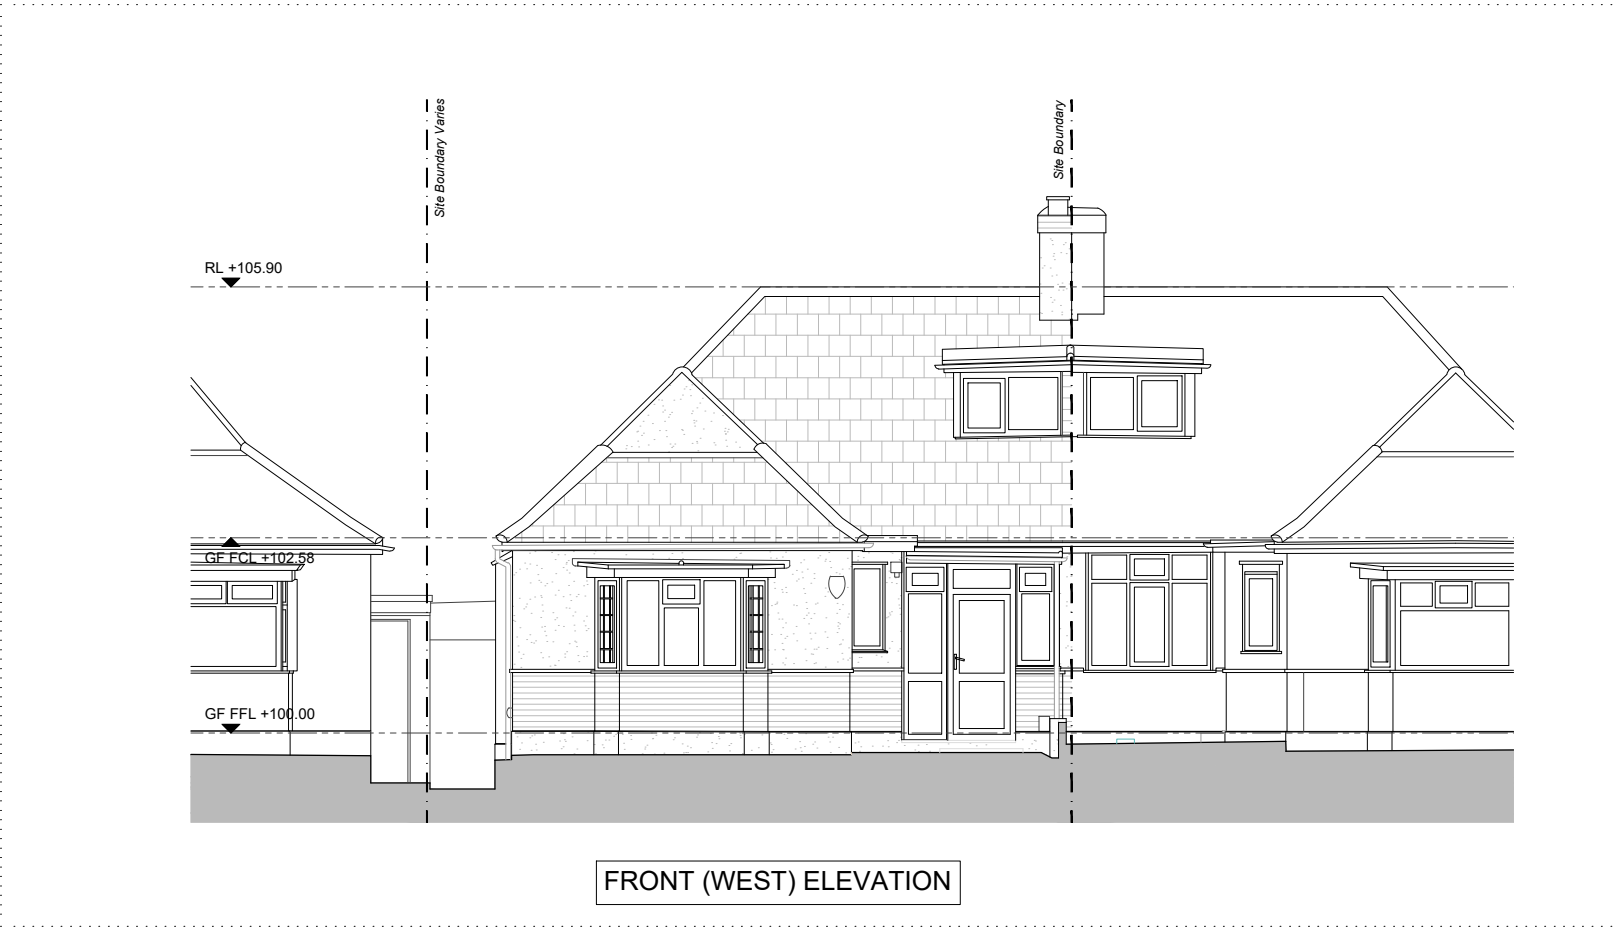 Site Boundary Varies
Site Boundary
RL +105.90
GF FCL +102.58
GF FFL +100.00
FRONT (WEST) ELEVATION